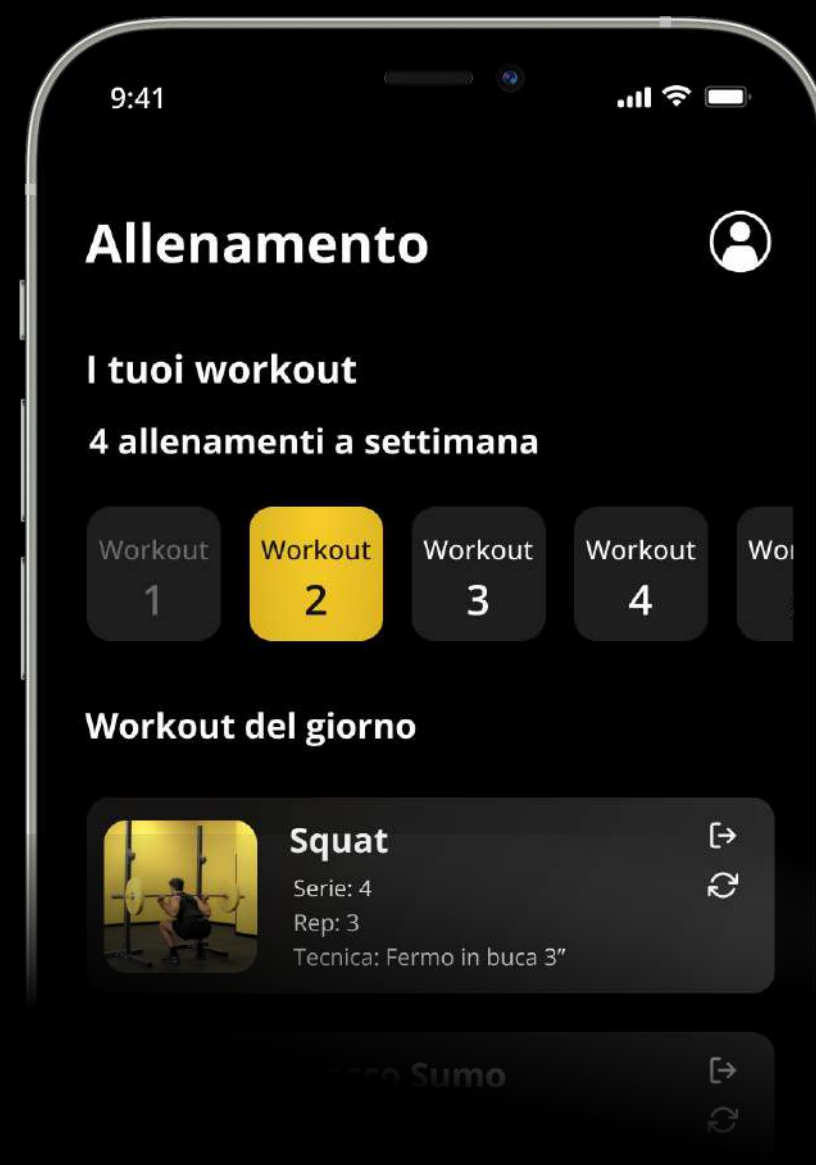 9:41
Allenamento
I tuoi workout
4 allenamenti a settimana
Workout Workout Workout Workout Wor
1 2 3 4
Workout del giorno
Squat
Serie: 4
Rep: 3
Tecnica: Fermo in buca 3”
Sumo